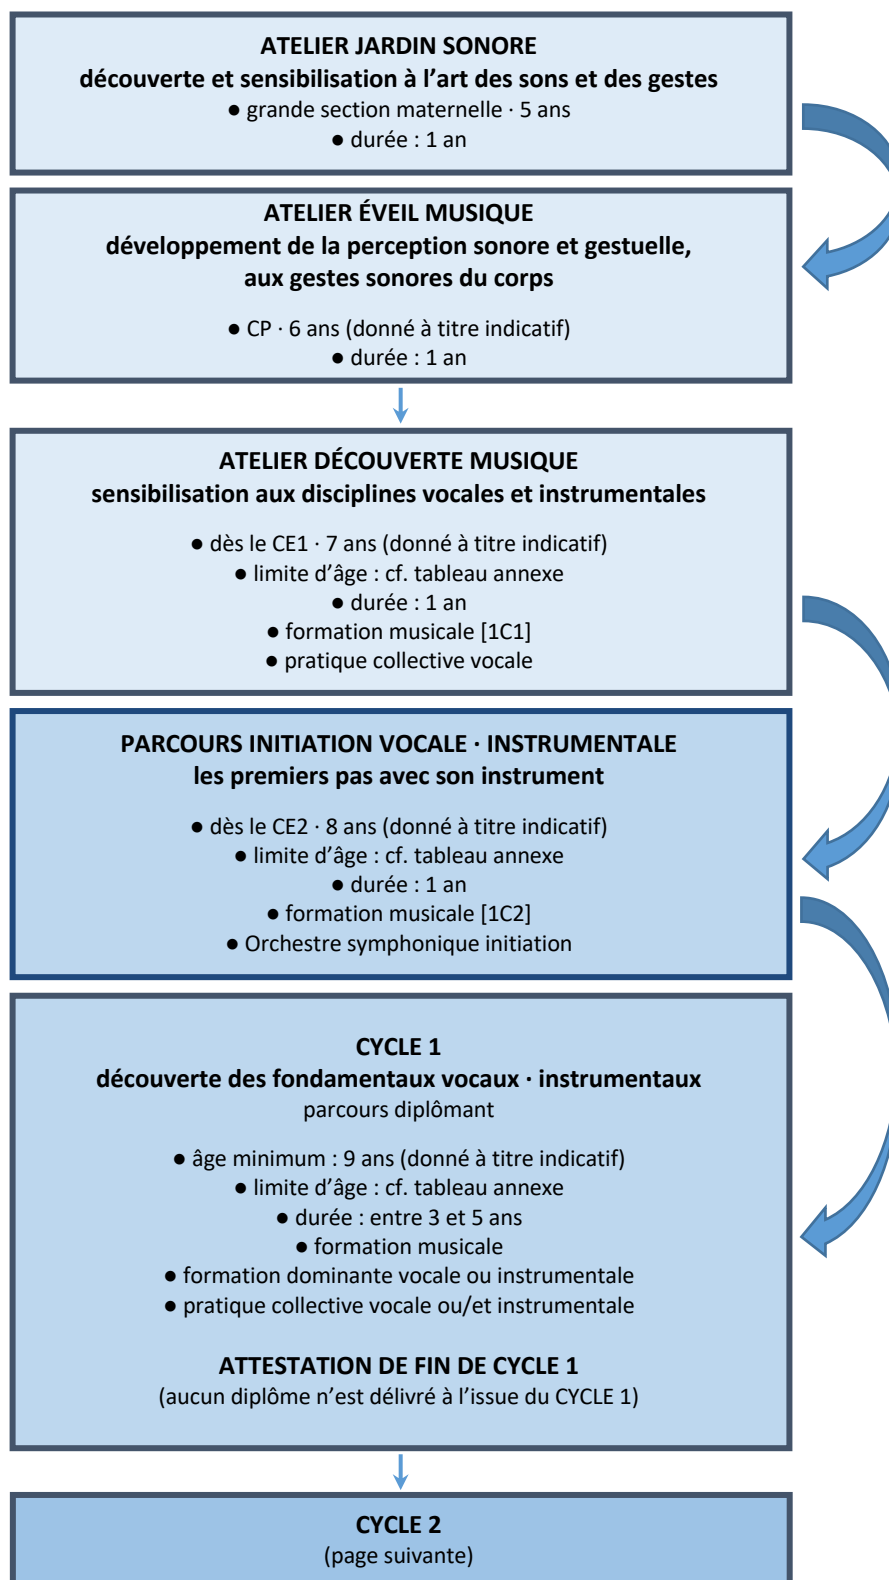 ATELIER JARDIN SONORE
découverte et sensibilisation à l’art des sons et des gestes
● grande section maternelle · 5 ans
● durée : 1 an
ATELIER ÉVEIL MUSIQUE
développement de la perception sonore et gestuelle,
aux gestes sonores du corps
● CP · 6 ans (donné à titre indicatif)
● durée : 1 an
ATELIER DÉCOUVERTE MUSIQUE
sensibilisation aux disciplines vocales et instrumentales
● dès le CE1 · 7 ans (donné à titre indicatif)
● limite d’âge : cf. tableau annexe
● durée : 1 an
● formation musicale [1C1]
● pratique collective vocale
PARCOURS INITIATION VOCALE · INSTRUMENTALE
les premiers pas avec son instrument
● dès le CE2 · 8 ans (donné à titre indicatif)
● limite d’âge : cf. tableau annexe
● durée : 1 an
● formation musicale [1C2]
● Orchestre symphonique initiation
CYCLE 1
découverte des fondamentaux vocaux · instrumentaux
parcours diplômant
● âge minimum : 9 ans (donné à titre indicatif)
● limite d’âge : cf. tableau annexe
● durée : entre 3 et 5 ans
● formation musicale
● formation dominante vocale ou instrumentale
● pratique collective vocale ou/et instrumentale
ATTESTATION DE FIN DE CYCLE 1
(aucun diplôme n’est délivré à l’issue du CYCLE 1)
CYCLE 2
(page suivante)